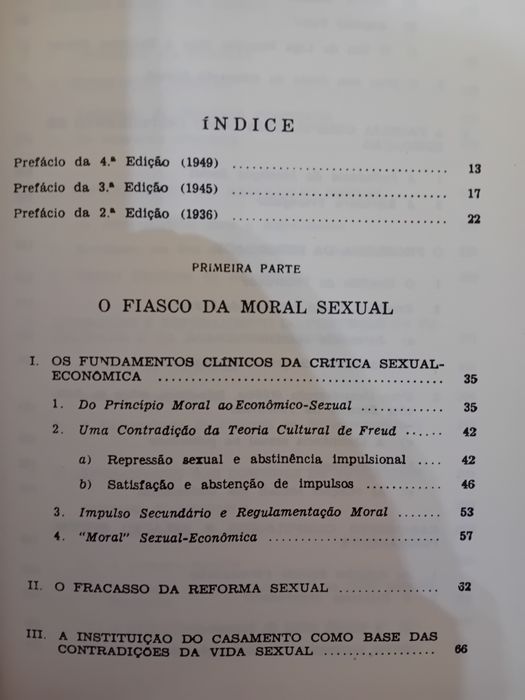 ÍNDICE
Prefácio da 4.ª Edição (1949) ................................ 13
Prefácio da 3.ª Edição (1945) ................................ 17
Prefácio da 2.ª Edição (1936) ................................ 22
PRIMEIRA PARTE
O FIASCO DA MORAL SEXUAL
I. OS FUNDAMENTOS CLÍNICOS DA CRÍTICA SEXUAL-
ECONÔMICA .......................................... 35
1. Do Princípio Moral ao Econômico-Sexual ............ 35
2. Uma Contradição da Teoria Cultural de Freud ...... 42
a) Repressão sexual e abstinência impulsional .... 42
b) Satisfação e abstenção de impulsos ........... 46
3. Impulso Secundário e Regulamentação Moral ....... 53
4. "Moral" Sexual-Econômica ......................... 57
II. O FRACASSO DA REFORMA SEXUAL ................ 62
III. A INSTITUIÇÃO DO CASAMENTO COMO BASE DAS
CONTRADIÇÕES DA VIDA SEXUAL .................. 66